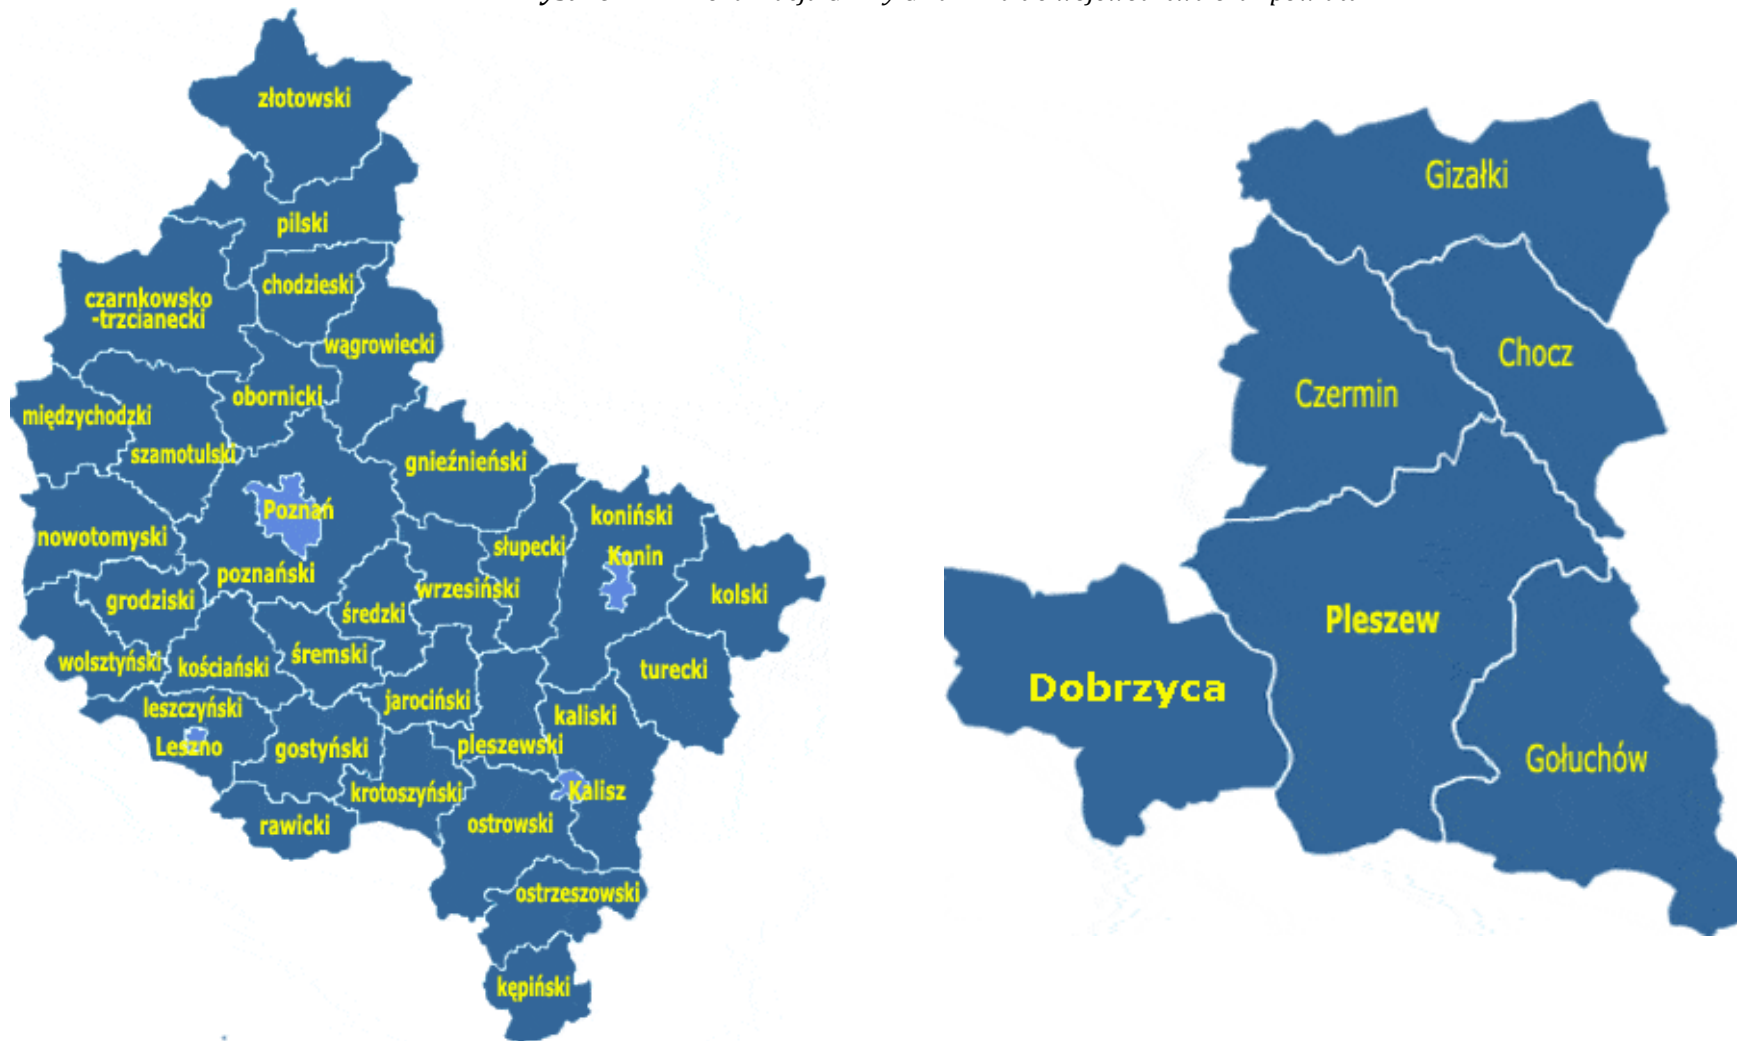 złotowski
pilski
chodzieski
czarnkowsko
-trzcianecki
wągrowiecki
obornicki
międzychodzki
szamotulski
gnieźnieński
Poznań
koniński
nowotomyski
słupecki
Konin
poznański
wrzesiński
kolski
grodziski
średzki
śremski
wolsztyński
kościański
turecki
jarociński
leszczyński
kaliski
Leszno
gostyński
pleszewski
krotoszyński
Kalisz
rawicki
ostrowski
ostrzeszowski
kępiński
Gizałki
Chocz
Czermin
Pleszew
Dobrzyca
Gołuchów